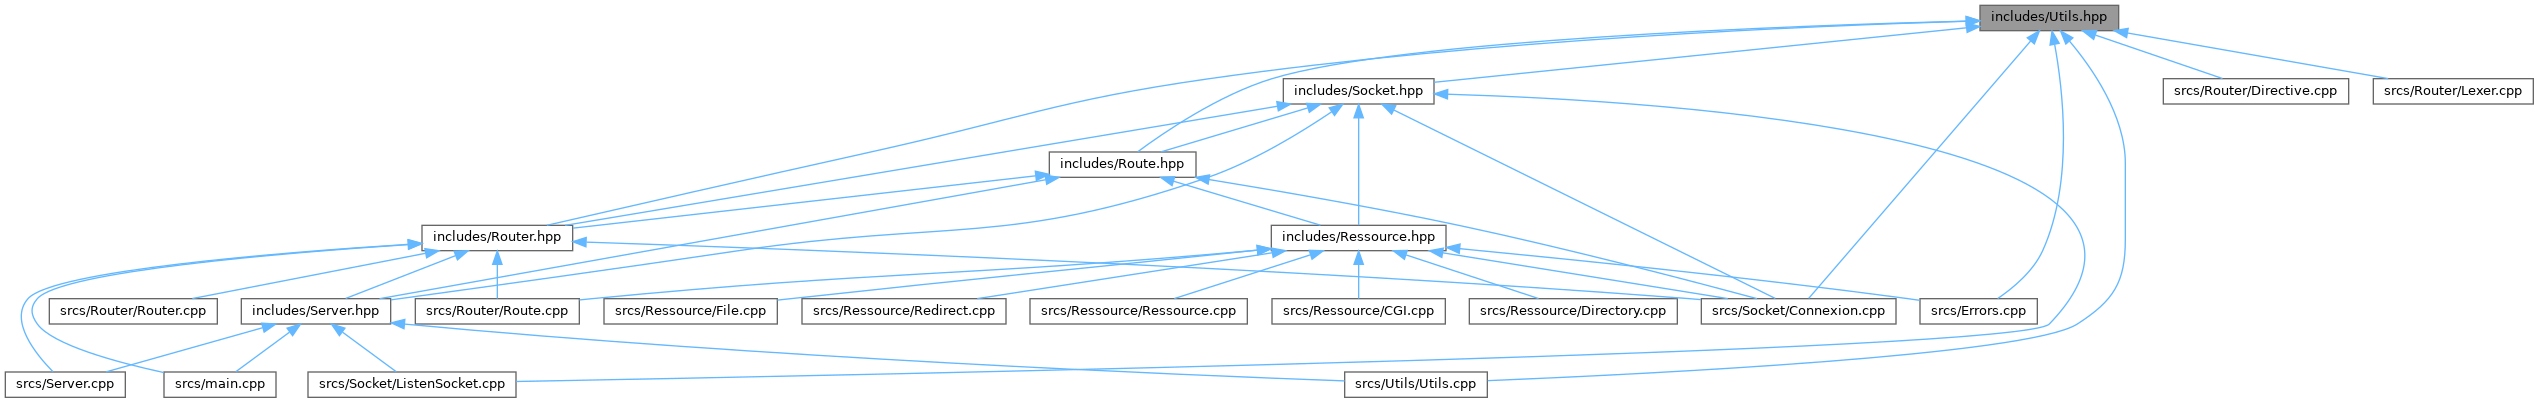 includes/Utils.hpp
includes/Socket.hpp
srcs/Router/Directive.cpp
srcs/Router/Lexer.cpp
includes/Route.hpp
includes/Router.hpp
includes/Ressource.hpp
srcs/Router/Router.cpp
includes/Server.hpp
srcs/Router/Route.cpp
srcs/Ressource/File.cpp
srcs/Ressource/Redirect.cpp
srcs/Ressource/Ressource.cpp
srcs/Ressource/CGI.cpp
srcs/Ressource/Directory.cpp
srcs/Socket/Connexion.cpp
srcs/Errors.cpp
srcs/Server.cpp
srcs/main.cpp
srcs/Socket/ListenSocket.cpp
srcs/Utils/Utils.cpp